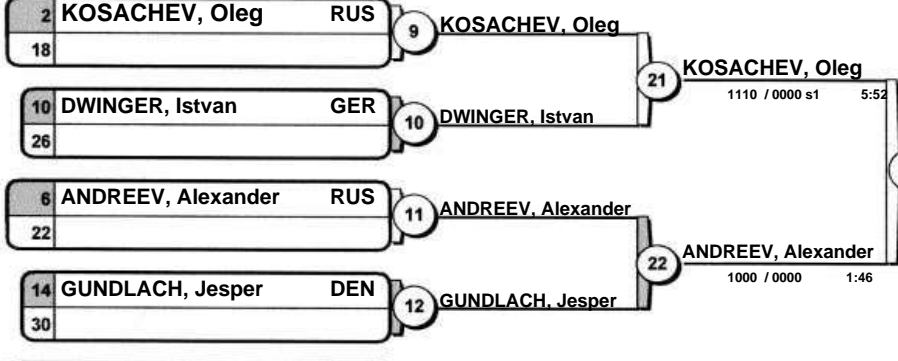 2 KOSACHEV, Oleg RUS
18
9
KOSACHEV, Oleg
10 DWINGER, Istvan GER
26
10
DWINGER, Istvan
21
KOSACHEV, Oleg
1110 / 0000 s1 5:52
6 ANDREEV, Alexander RUS
22
11
ANDREEV, Alexander
14 GUNDLACH, Jesper DEN
30
12
GUNDLACH, Jesper
22
ANDREEV, Alexander
1000 / 0000 1:46